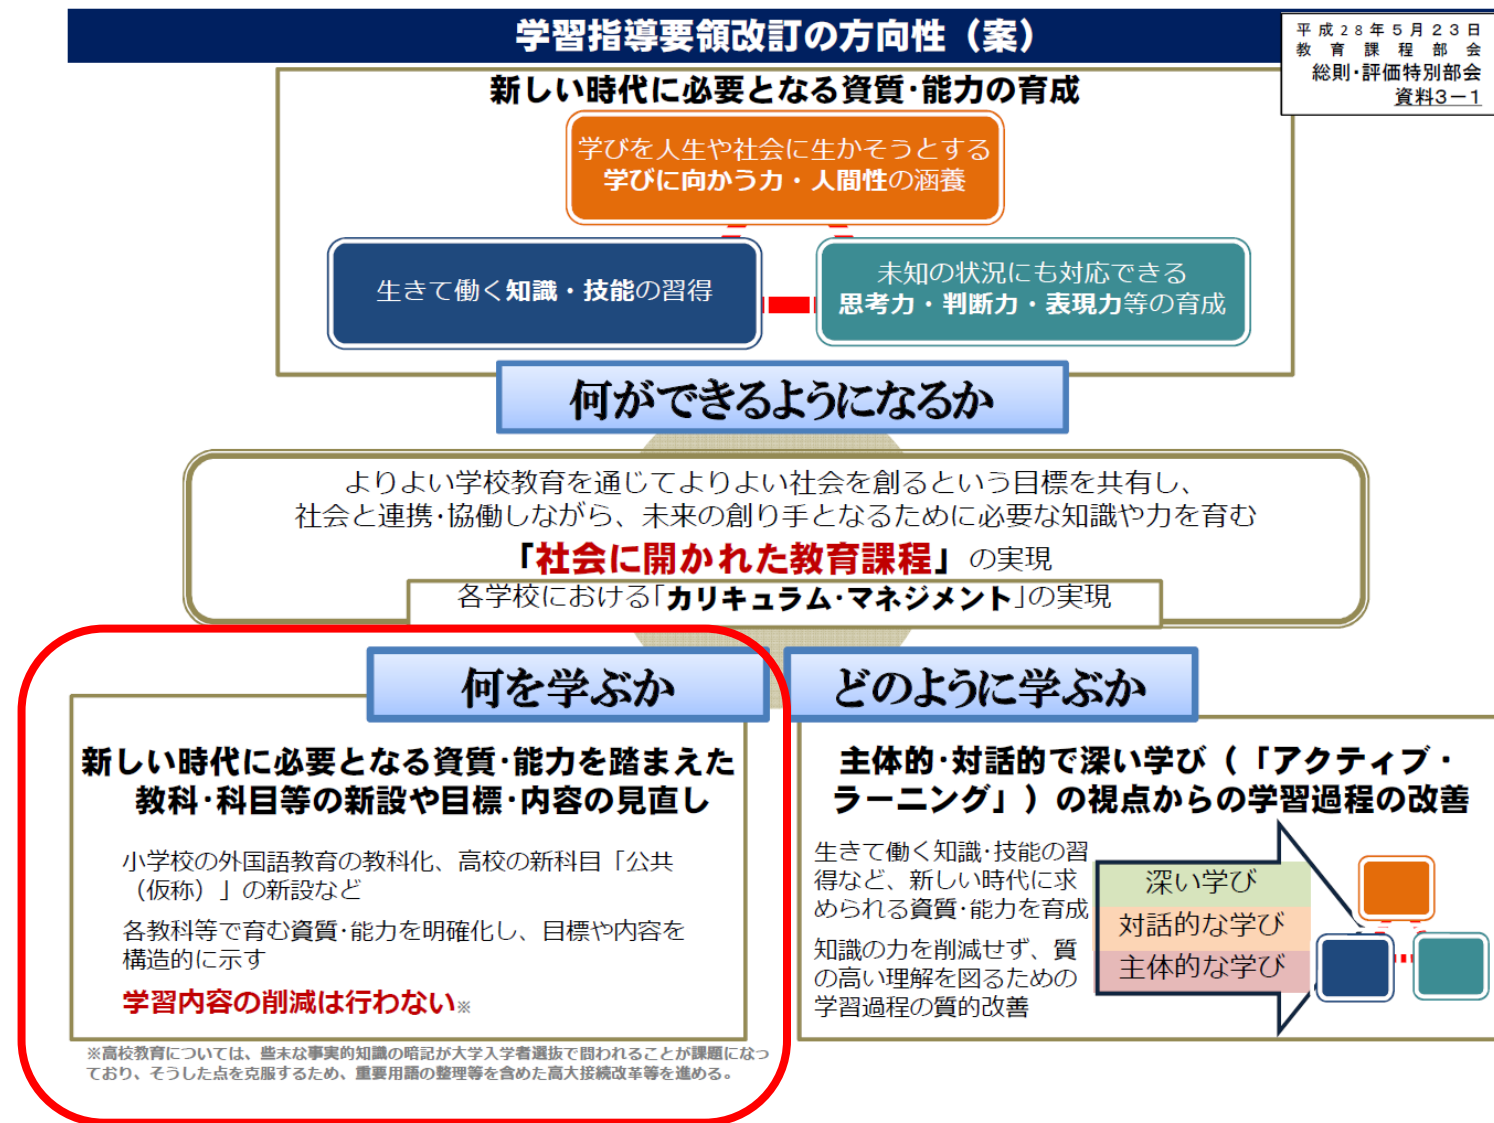 学習指導要領改訂の方向性（案）
平成28年5月23日
教育課程部会
総則・評価特別部会
資料3－1
新しい時代に必要となる資質・能力の育成
学びを人生や社会に生かそうとする
学びに向かう力・人間性の涵養
生きて働く知識・技能の習得
未知の状況にも対応できる
思考力・判断力・表現力等の育成
何ができるようになるか
よりよい学校教育を通じてよりよい社会を創るという目標を共有し、
社会と連携・協働しながら、未来の創り手となるために必要な知識や力を育む
「社会に開かれた教育課程」の実現
各学校における「カリキュラム・マネジメント」の実現
何を学ぶか
新しい時代に必要となる資質・能力を踏まえた
教科・科目等の新設や目標・内容の見直し
小学校の外国語教育の教科化、高校の新科目「公共
（仮称）」の新設など
各教科等で育む資質・能力を明確化し、目標や内容を
構造的に示す
学習内容の削減は行わない※
※高校教育については、些末な事実的知識の暗記が大学入学者選抜で問われることが課題になっ
ており、そうした点を克服するため、重要用語の整理等を含めた高大接続改革等を進める。
どのように学ぶか
主体的・対話的で深い学び（「アクティブ・
ラーニング」）の視点からの学習過程の改善
生きて働く知識・技能の習
得など、新しい時代に求
められる資質・能力を育成
知識の力を削減せず、質
の高い理解を図るための
学習過程の質的改善
深い学び
対話的な学び
主体的な学び